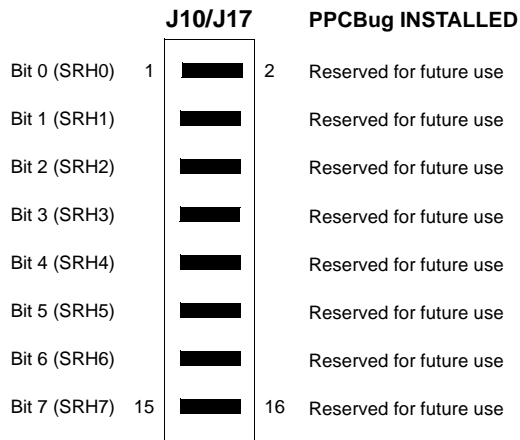 J10/J17 PPCBug INSTALLED
Bit 0 (SRH0) 1 2 Reserved for future use
Bit 1 (SRH1) Reserved for future use
Bit 2 (SRH2) Reserved for future use
Bit 3 (SRH3) Reserved for future use
Bit 4 (SRH4) Reserved for future use
Bit 5 (SRH5) Reserved for future use
Bit 6 (SRH6) Reserved for future use
Bit 7 (SRH7) 15 16 Reserved for future use